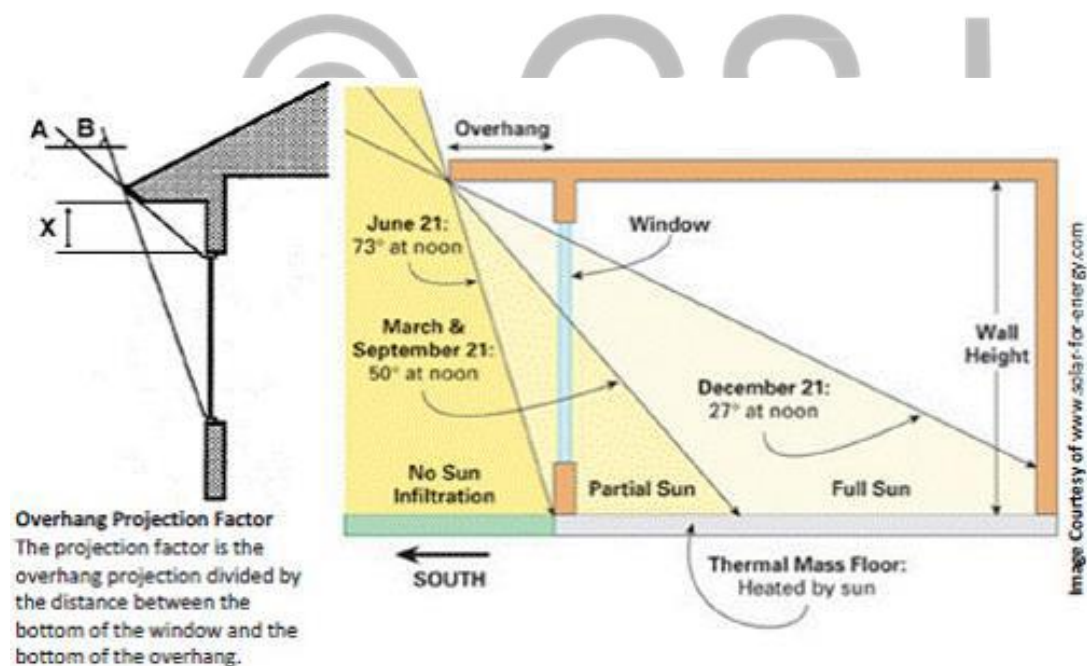 A B
X
Overhang Projection Factor
The projection factor is the
overhang projection divided by
the distance between the
bottom of the window and the
bottom of the overhang.
Overhang
June 21:
73° at noon
Window
March &
September 21:
50° at noon
Wall
Height
December 21:
27° at noon
No Sun
Infiltration
Partial Sun
Full Sun
SOUTH
Thermal Mass Floor:
Heated by sun
Image Courtesy of www.solar-for-energy.com